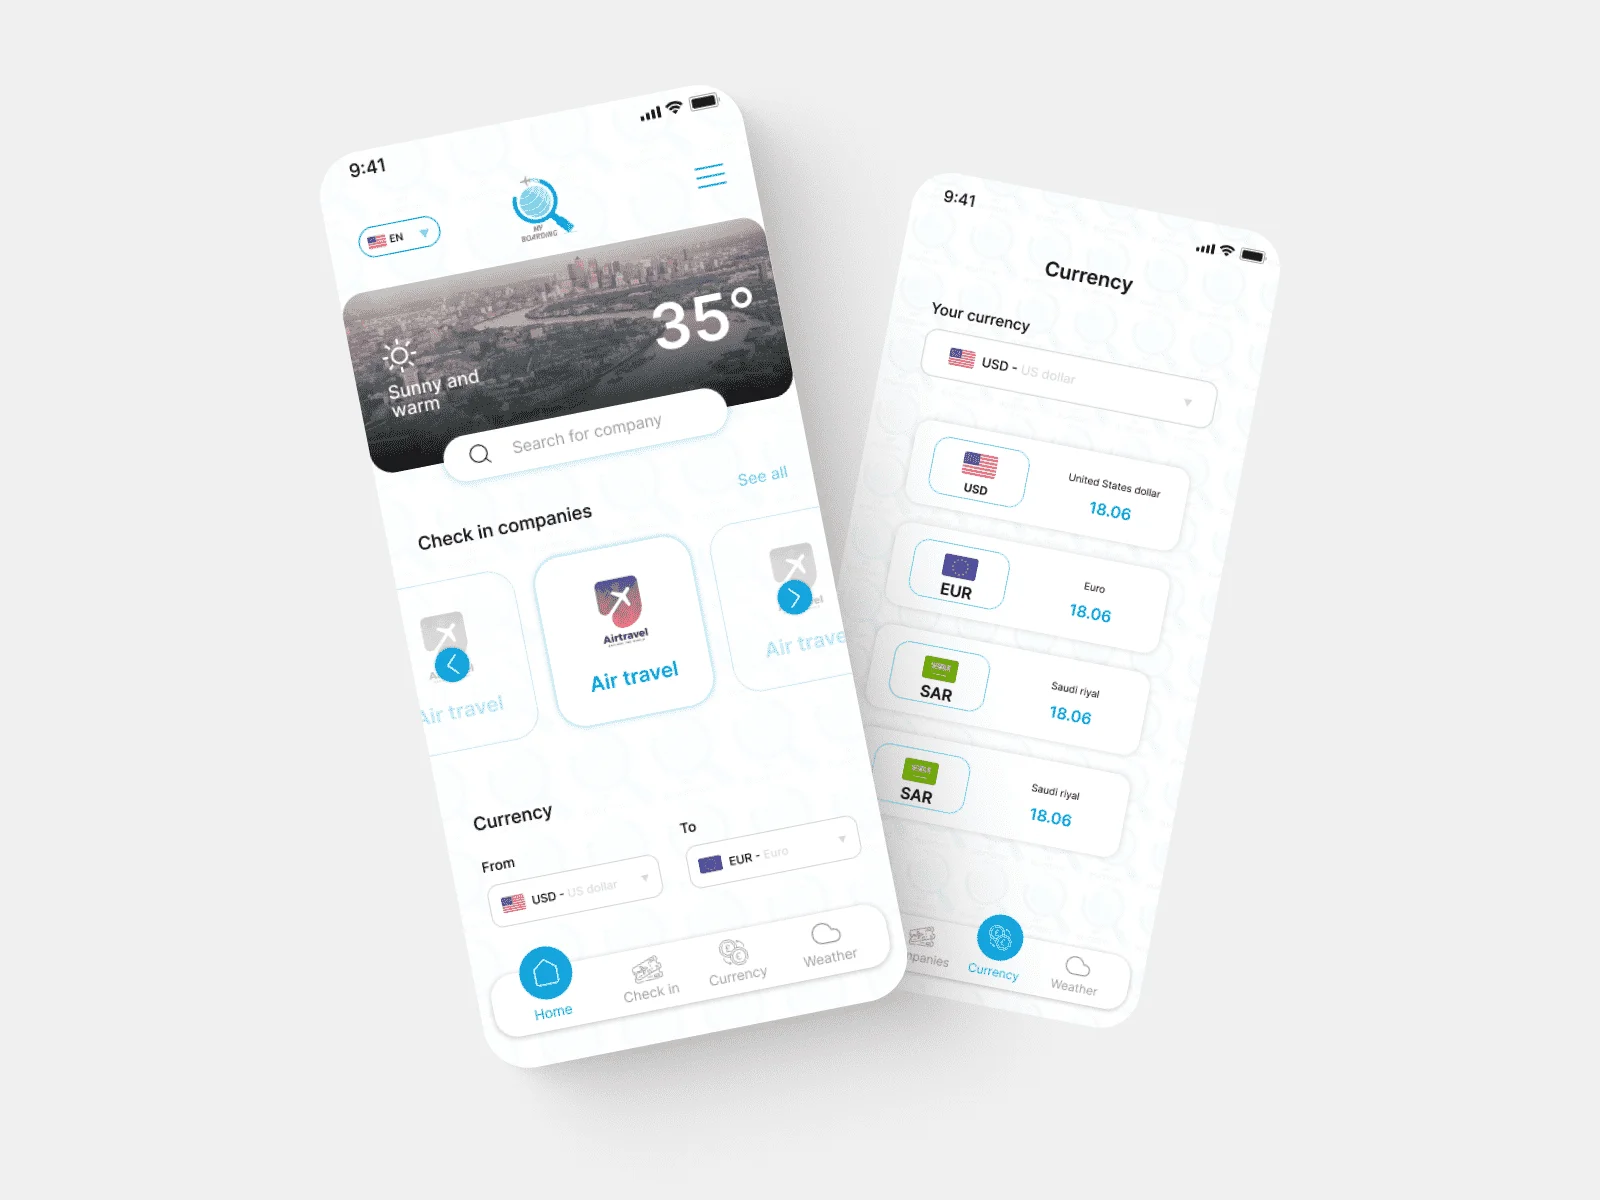 9:41
EN
MY
BOARDING
35°
Sunny and
warm
Search for company
See all
Check in companies
Airtravel
Air travel
Air travel
Air travel
Currency
From
To
USD - US dollar
EUR - Euro
Home
Check in
Currency
Weather
9:41
Currency
Your currency
USD - US dollar
USD
United States dollar
18.06
EUR
Euro
18.06
SAR
Saudi riyal
18.06
SAR
Saudi riyal
18.06
mpanies
Currency
Weather